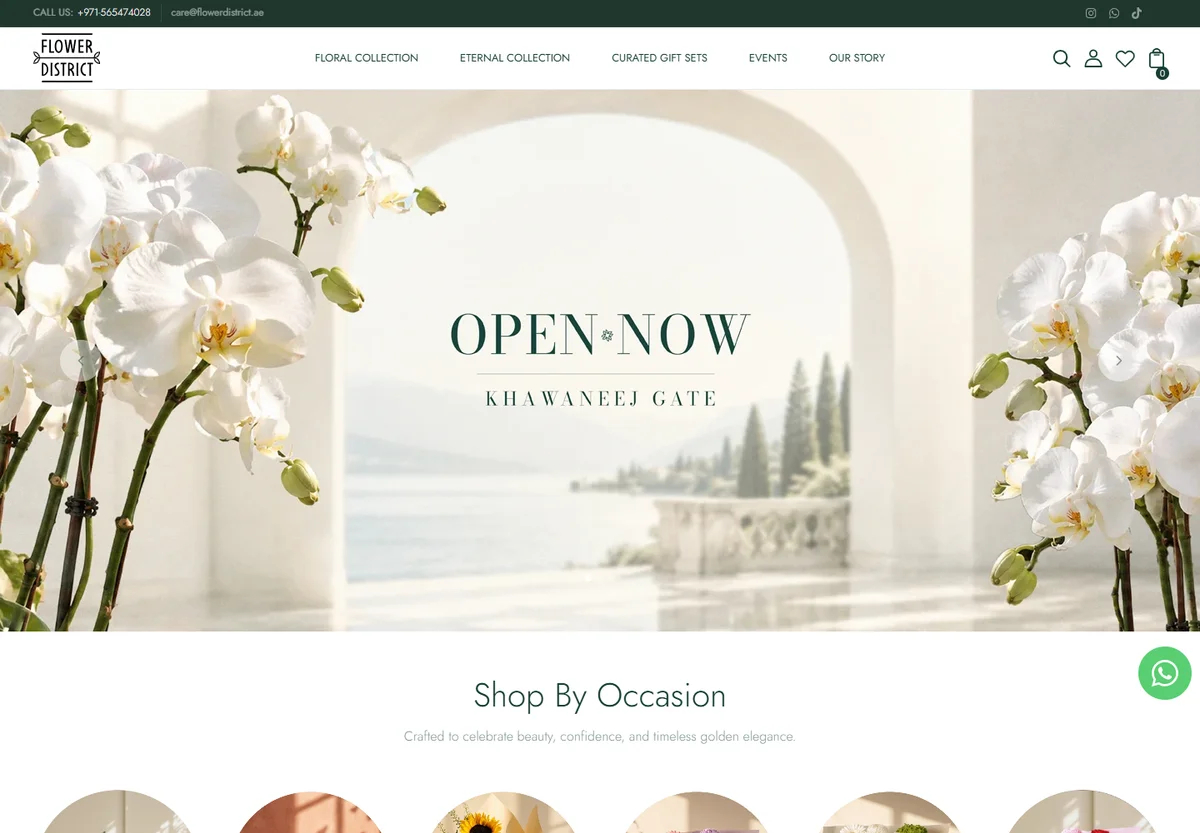 CALL US: +971-565474028 care@flowerdistrict.ae
FLOWER
DISTRICT
FLORAL COLLECTION ETERNAL COLLECTION CURATED GIFT SETS EVENTS OUR STORY
0
OPEN NOW
KHAWANEEJ GATE
Shop By Occasion
Crafted to celebrate beauty, confidence, and timeless golden elegance.